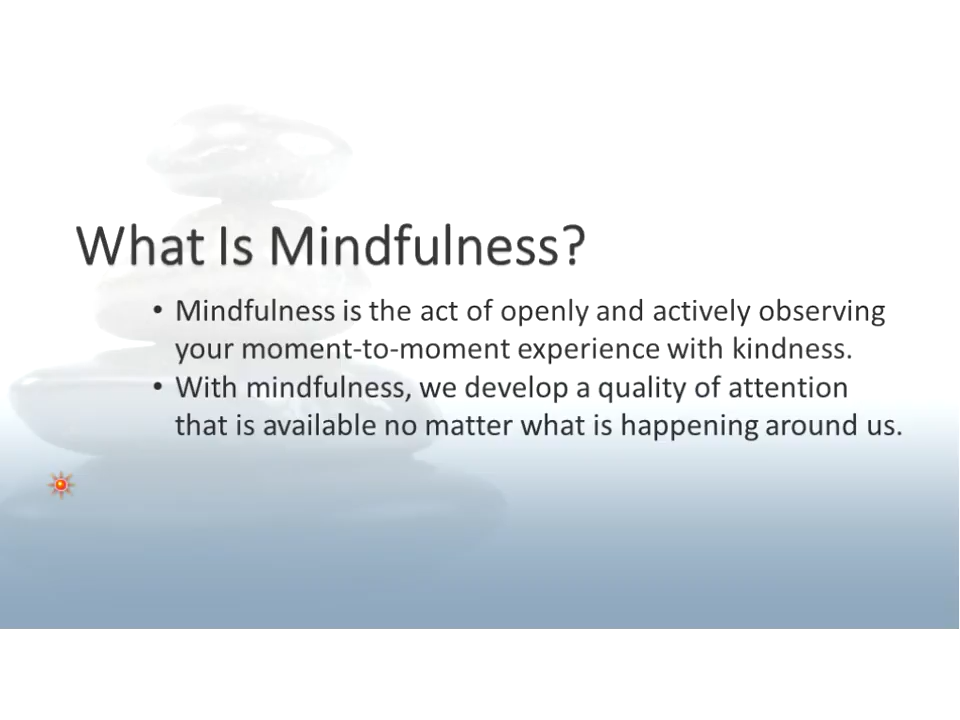 What Is Mindfulness?
• Mindfulness is the act of openly and actively observing
your moment-to-moment experience with kindness.
• With mindfulness, we develop a quality of attention
that is available no matter what is happening around us.